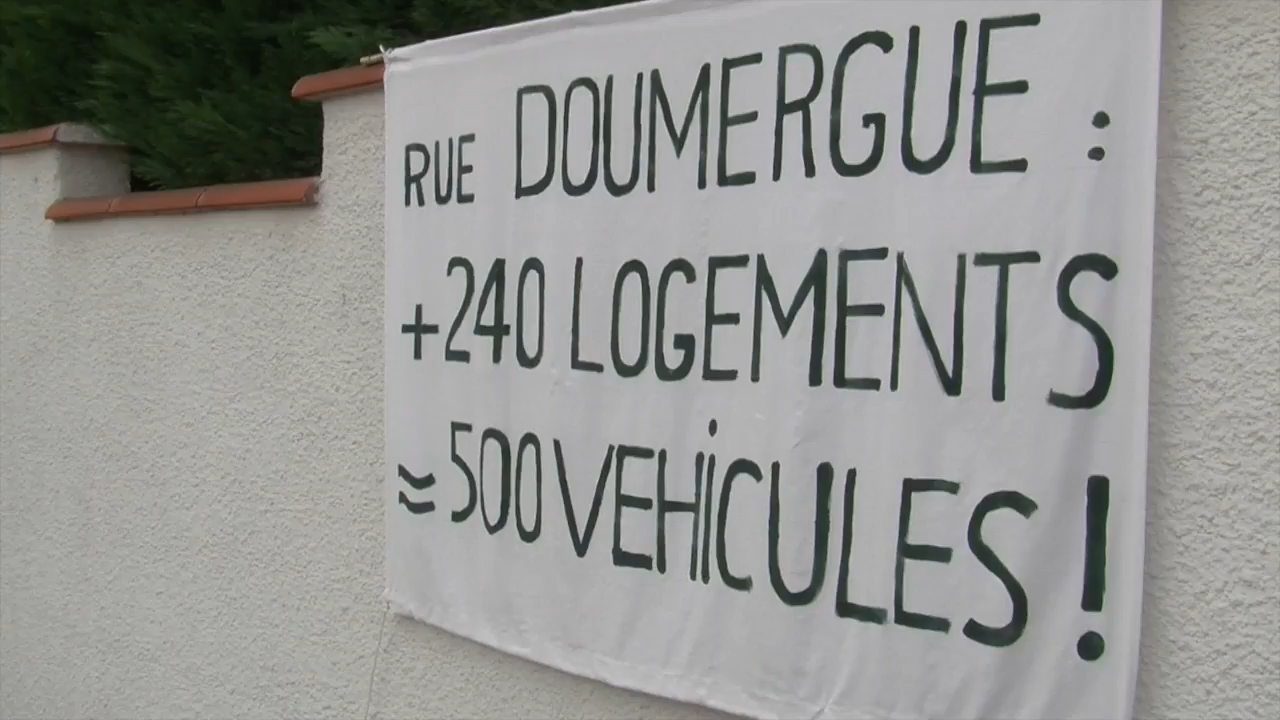 RUE DOUMERGUE :
+240 LOGEMENTS
≈ 500 VEHiCULES !